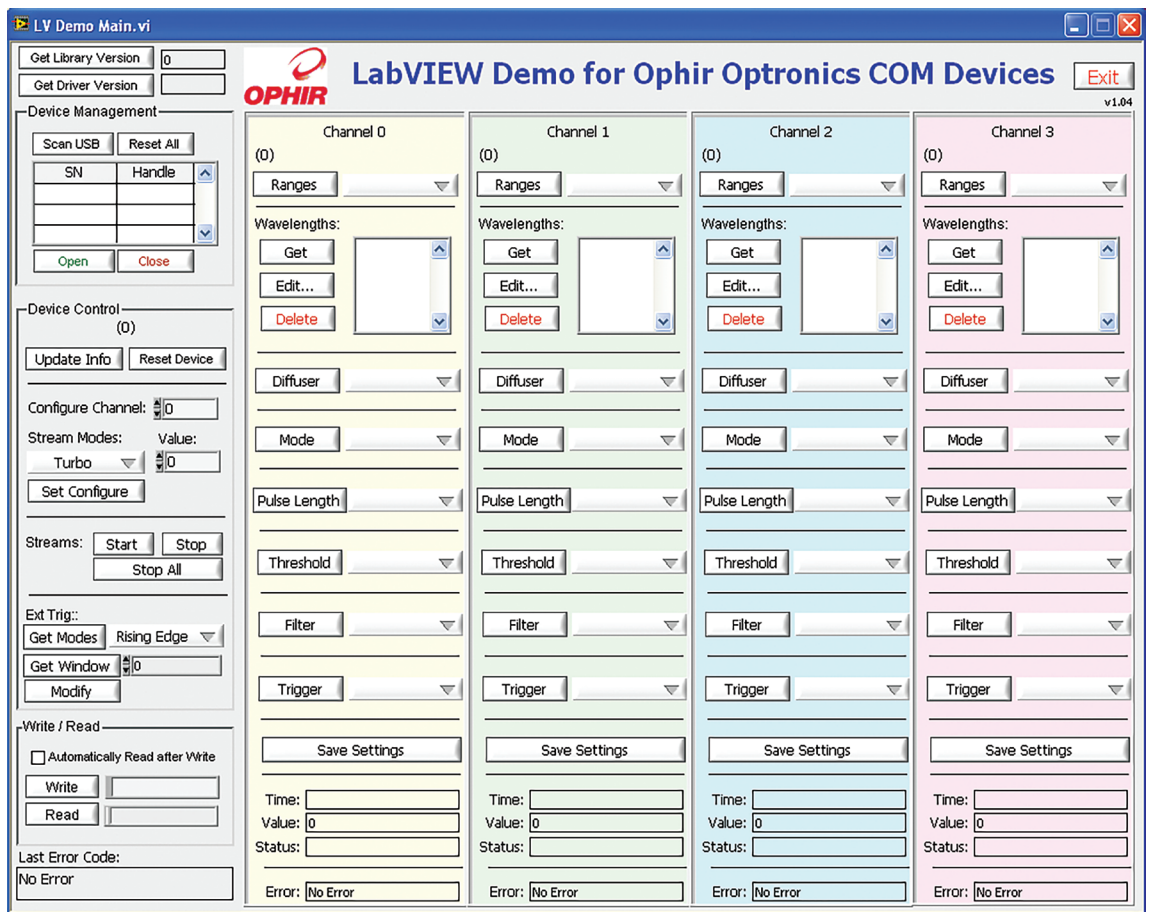 LV Demo Main.vi
Get Library Version 0
Get Driver Version
OPHIR
LabVIEW Demo for Ophir Optronics COM Devices
Exit
v1.04
Device Management
Scan USB Reset All
SN Handle
Open Close
Device Control
(0)
Update Info Reset Device
Configure Channel: 0
Stream Modes: Value:
Turbo 0
Set Configure
Streams: Start Stop
Stop All
Ext Trig::
Get Modes Rising Edge
Get Window 0
Modify
Write / Read
Automatically Read after Write
Write
Read
Last Error Code:
No Error
Channel 0
(0)
Ranges
Wavelengths:
Get
Edit...
Delete
Diffuser
Mode
Pulse Length
Threshold
Filter
Trigger
Save Settings
Time:
Value: 0
Status:
Error: No Error
Channel 1
(0)
Ranges
Wavelengths:
Get
Edit...
Delete
Diffuser
Mode
Pulse Length
Threshold
Filter
Trigger
Save Settings
Time:
Value: 0
Status:
Error: No Error
Channel 2
(0)
Ranges
Wavelengths:
Get
Edit...
Delete
Diffuser
Mode
Pulse Length
Threshold
Filter
Trigger
Save Settings
Time:
Value: 0
Status:
Error: No Error
Channel 3
(0)
Ranges
Wavelengths:
Get
Edit...
Delete
Diffuser
Mode
Pulse Length
Threshold
Filter
Trigger
Save Settings
Time:
Value: 0
Status:
Error: No Error